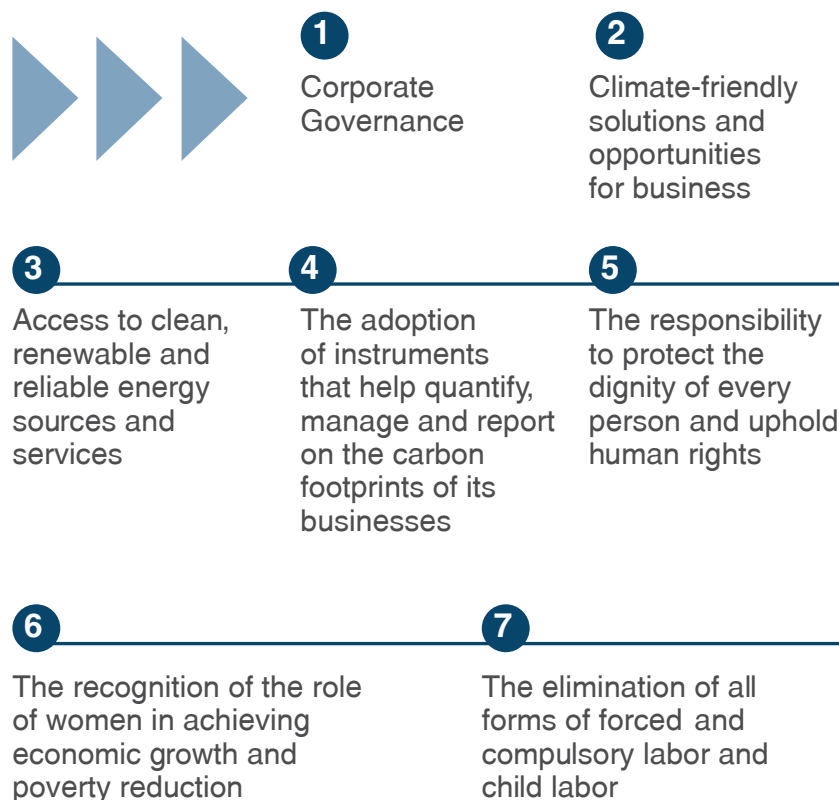 1
Corporate
Governance
2
Climate-friendly
solutions and
opportunities
for business
3
Access to clean,
renewable and
reliable energy
sources and
services
4
The adoption
of instruments
that help quantify,
manage and report
on the carbon
footprints of its
businesses
5
The responsibility
to protect the
dignity of every
person and uphold
human rights
6
The recognition of the role
of women in achieving
economic growth and
poverty reduction
7
The elimination of all
forms of forced and
compulsory labor and
child labor